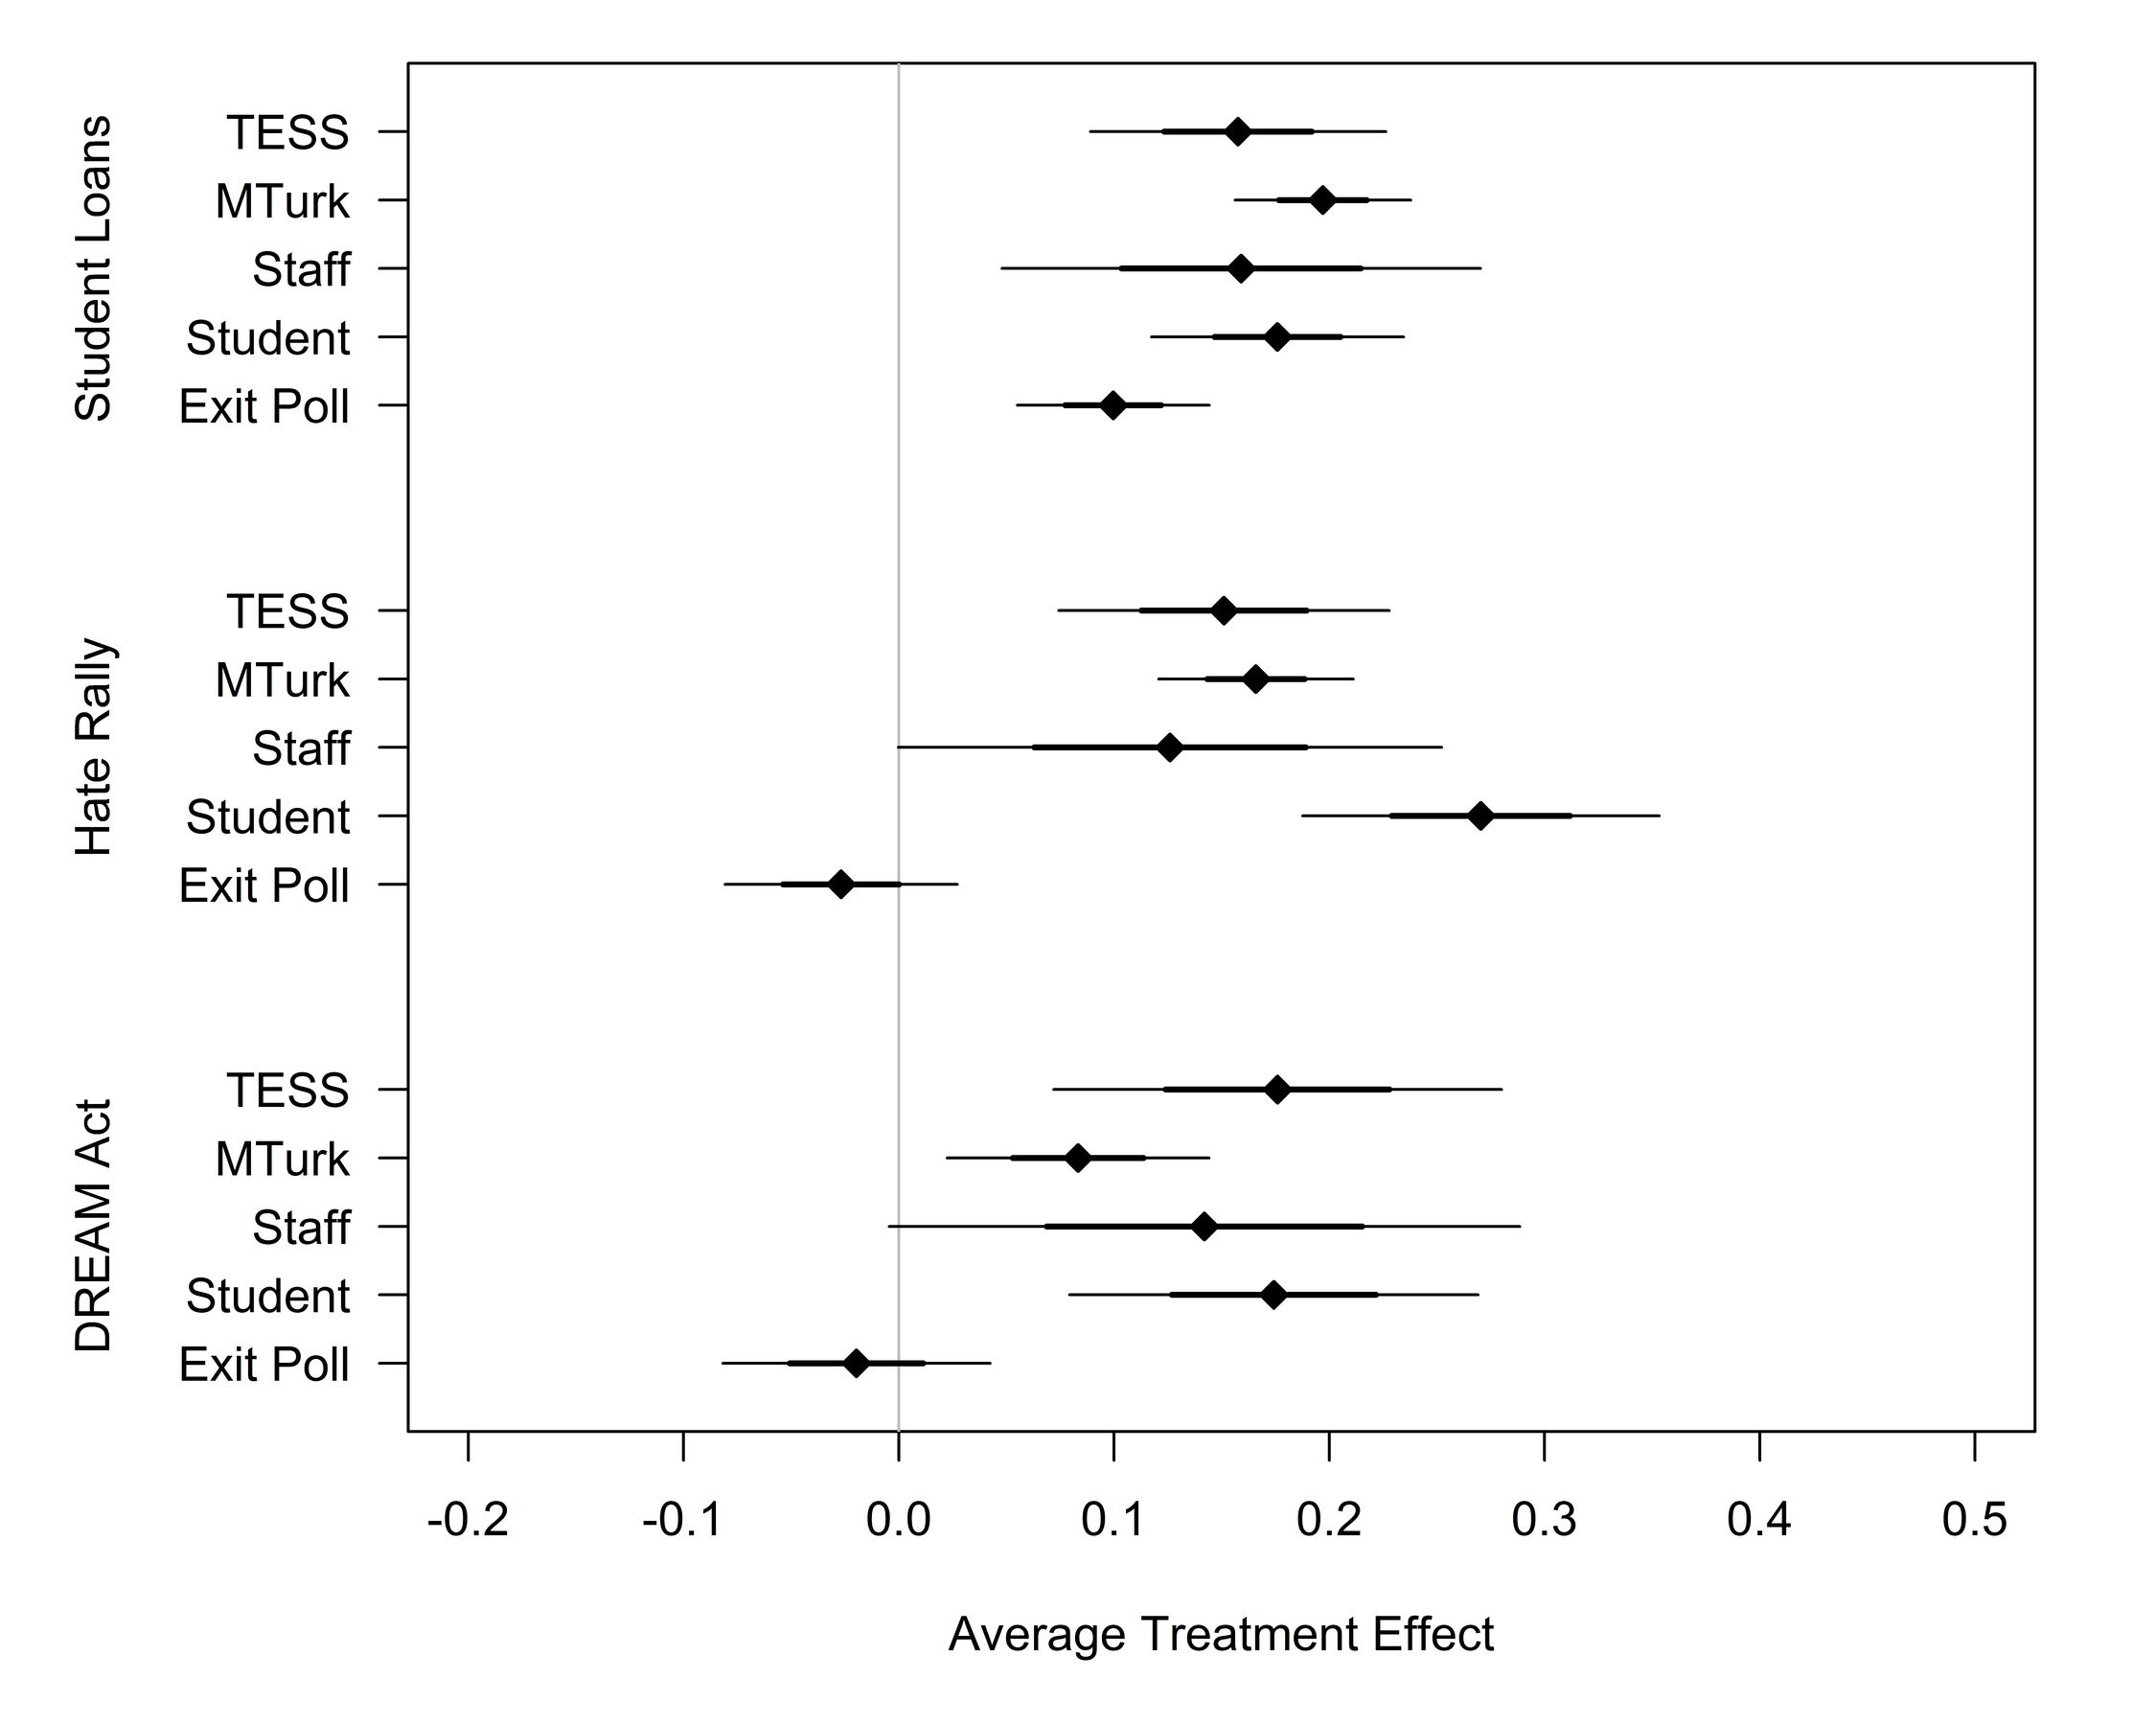 Student Loans
TESS
MTurk
Staff
Student
Exit Poll
Hate Rally
TESS
MTurk
Staff
Student
Exit Poll
DREAM Act
TESS
MTurk
Staff
Student
Exit Poll
-0.2 -0.1 0.0 0.1 0.2 0.3 0.4 0.5
Average Treatment Effect